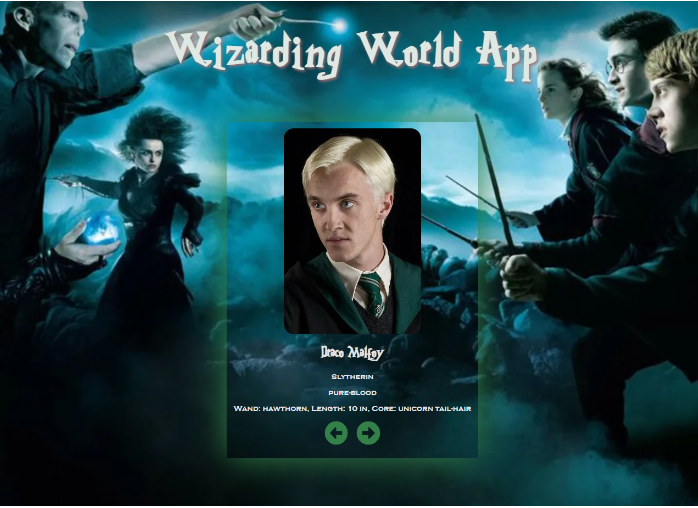 Wizarding World App
Draco Malfoy
Slytherin
pure-blood
Wand: hawthorn, Length: 10 in, Core: unicorn tail-hair